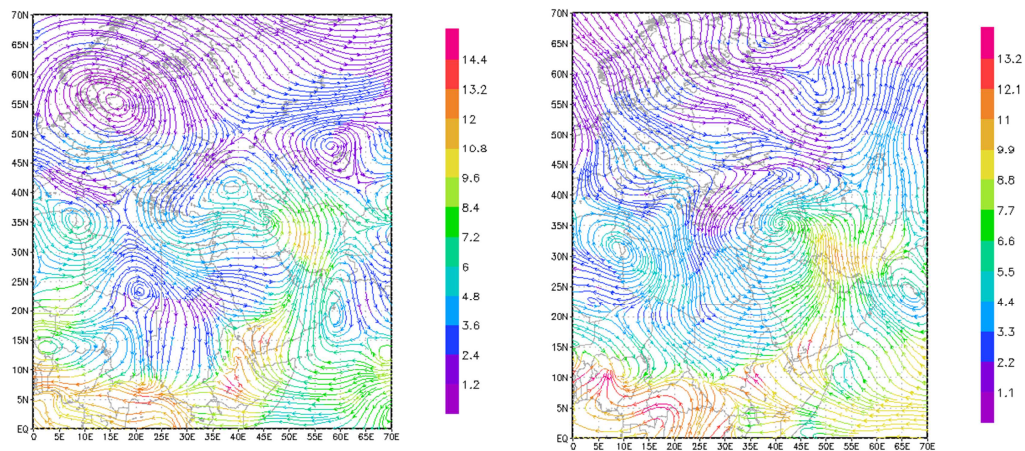 70N
65N
60N
55N
50N
45N
40N
35N
30N
25N
20N
15N
10N
5N
EQ
0 5E 10E 15E 20E 25E 30E 35E 40E 45E 50E 55E 60E 65E 70E
14.4
13.2
12
10.8
9.6
8.4
7.2
6
4.8
3.6
2.4
1.2
70N
65N
60N
55N
50N
45N
40N
35N
30N
25N
20N
15N
10N
5N
EQ
0 5E 10E 15E 20E 25E 30E 35E 40E 45E 50E 55E 60E 65E 70E
13.2
12.1
11
9.9
8.8
7.7
6.6
5.5
4.4
3.3
2.2
1.1